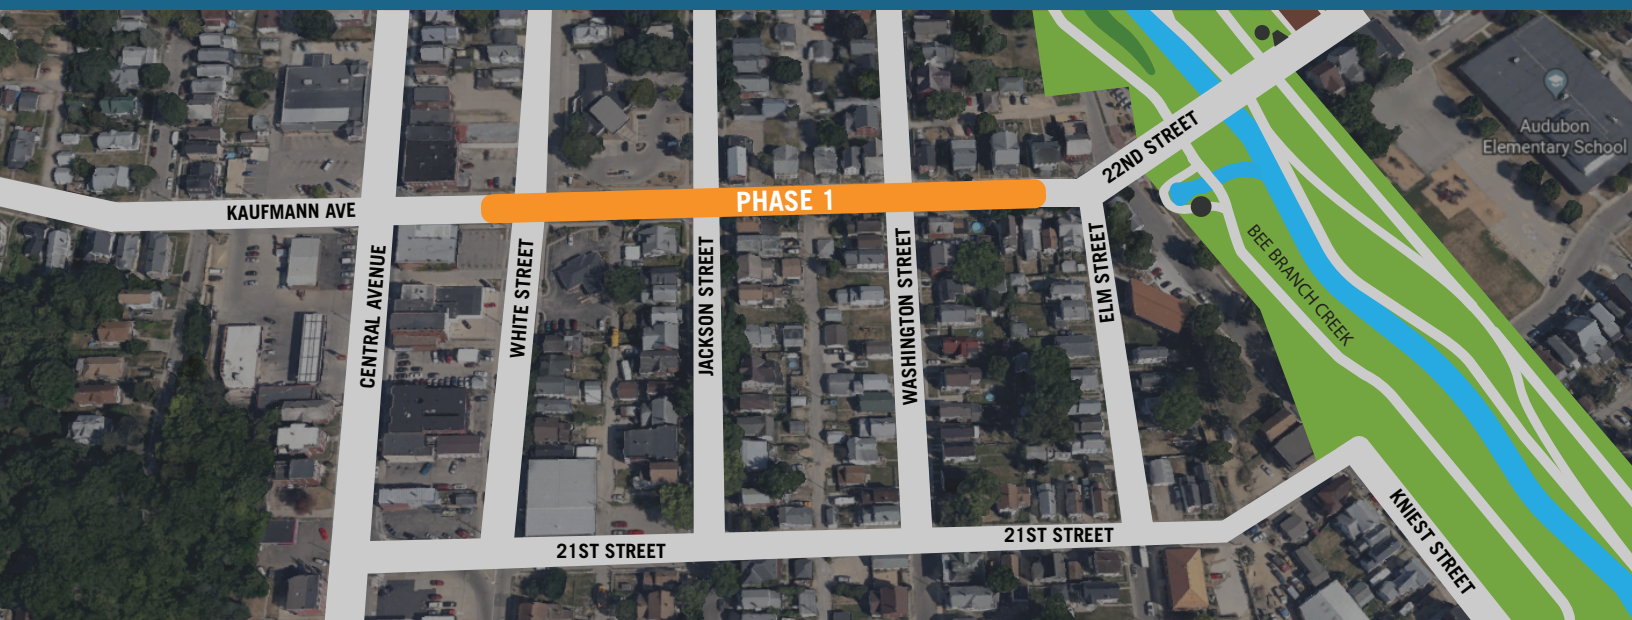 Audubon
Elementary School
22ND STREET
PHASE 1
KAUFMANN AVE
CENTRAL AVENUE
WHITE STREET
JACKSON STREET
WASHINGTON STREET
ELM STREET
BEE BRANCH CREEK
21ST STREET
21ST STREET
KNIEST STREET